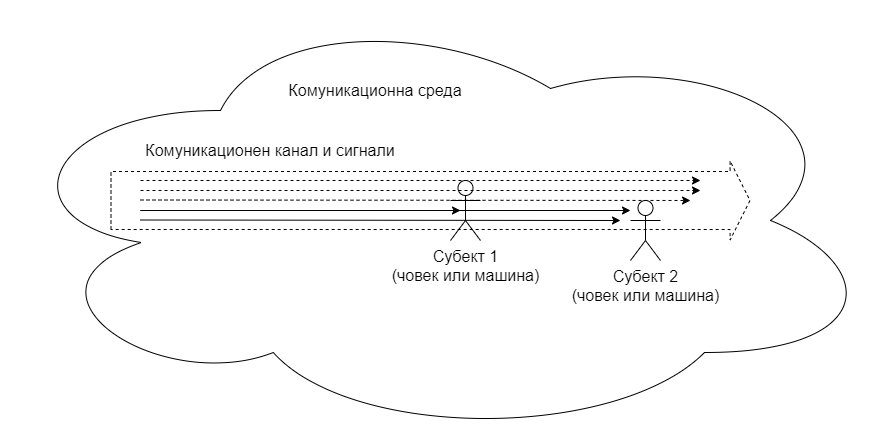 Комуникационна среда
Комуникационен канал и сигнали
Субект 1
(човек или машина)
Субект 2
(човек или машина)